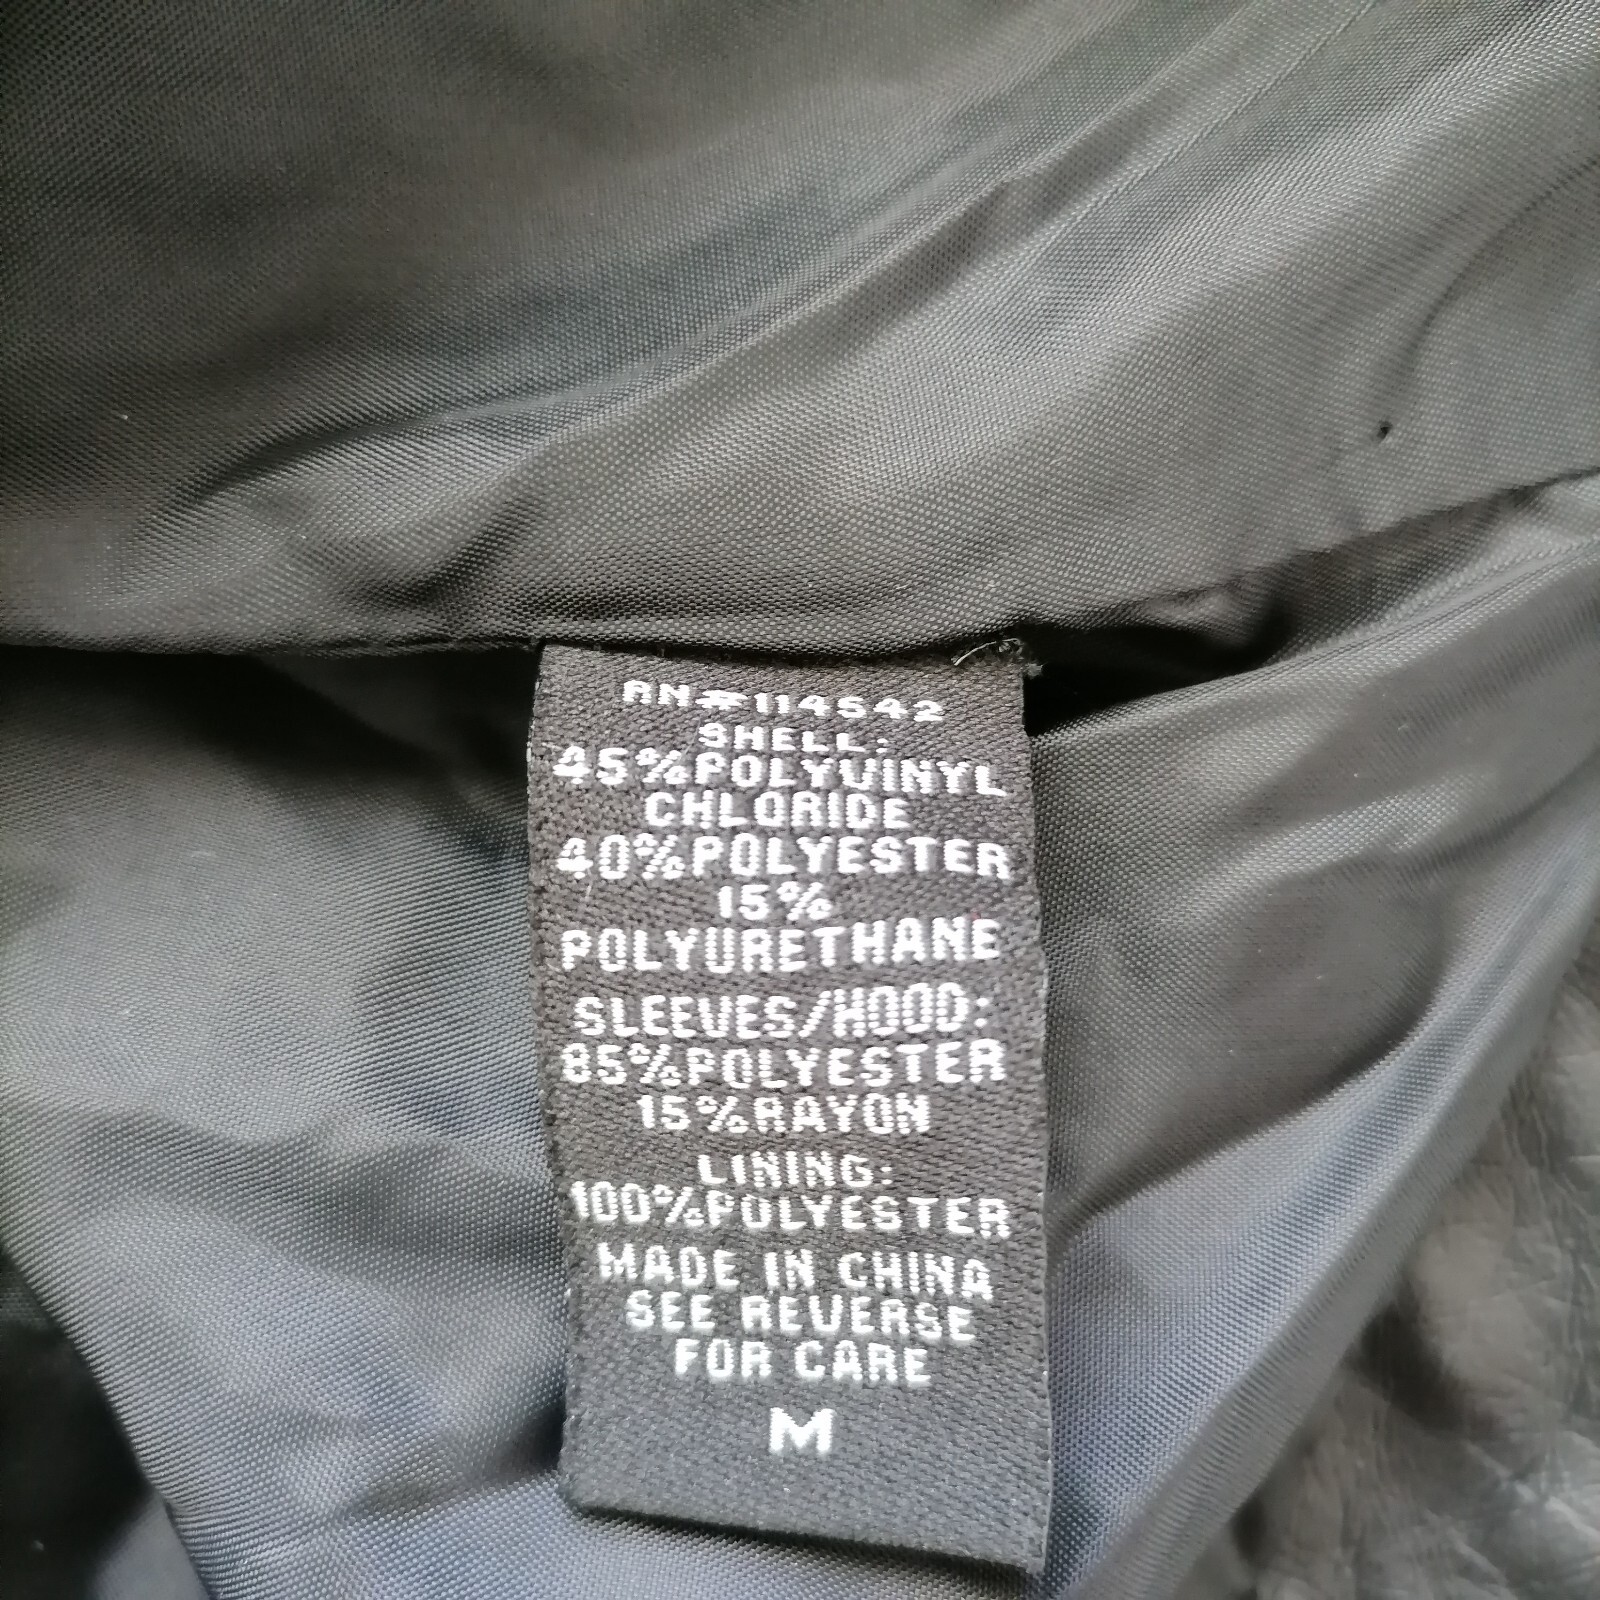 RN#114542
SHELL:
45%POLYVINYL
CHLORIDE
40%POLYESTER
15%
POLYURETHANE
SLEEVES/HOOD:
85%POLYESTER
15%RAYON
LINING:
100%POLYESTER
MADE IN CHINA
SEE REVERSE
FOR CARE
M